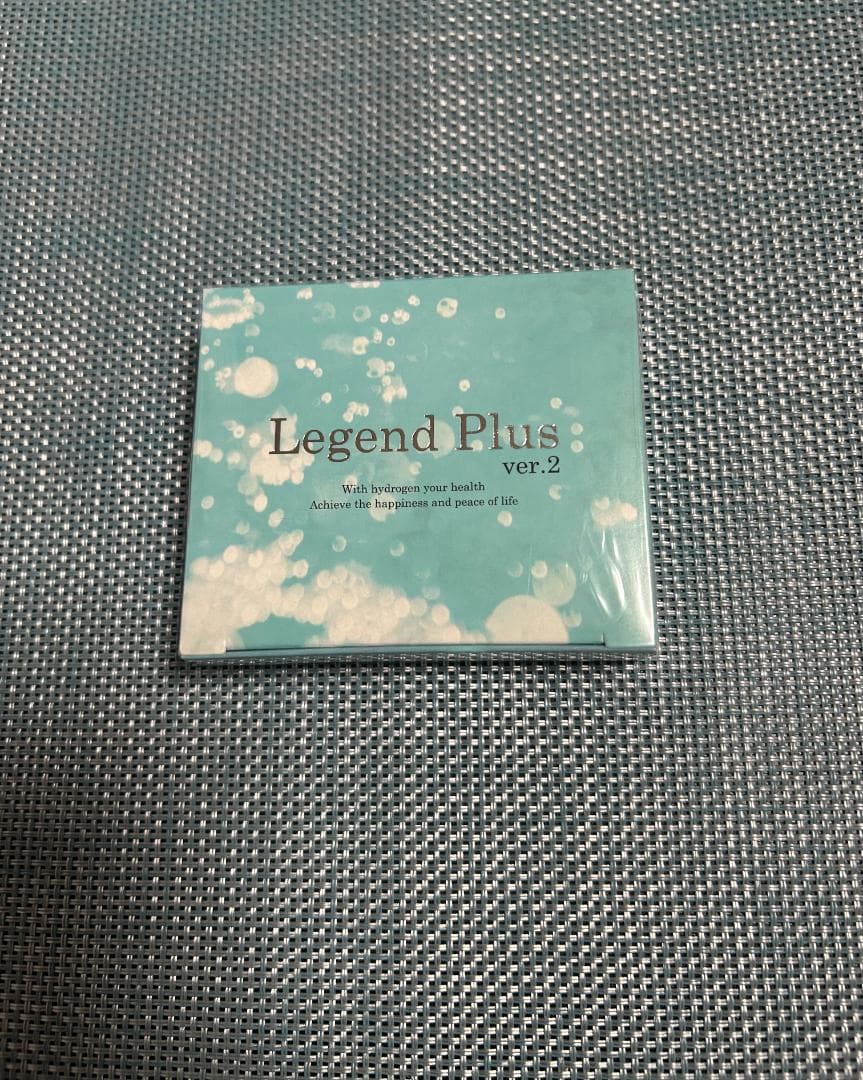 Legend Plus
ver.2
With hydrogen your health
Achieve the happiness and peace of life